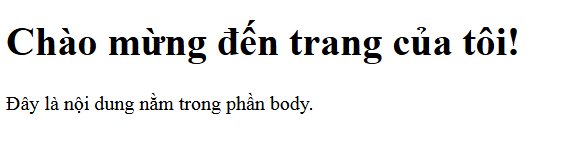 Chào mừng đến trang của tôi!
Đây là nội dung nằm trong phần body.